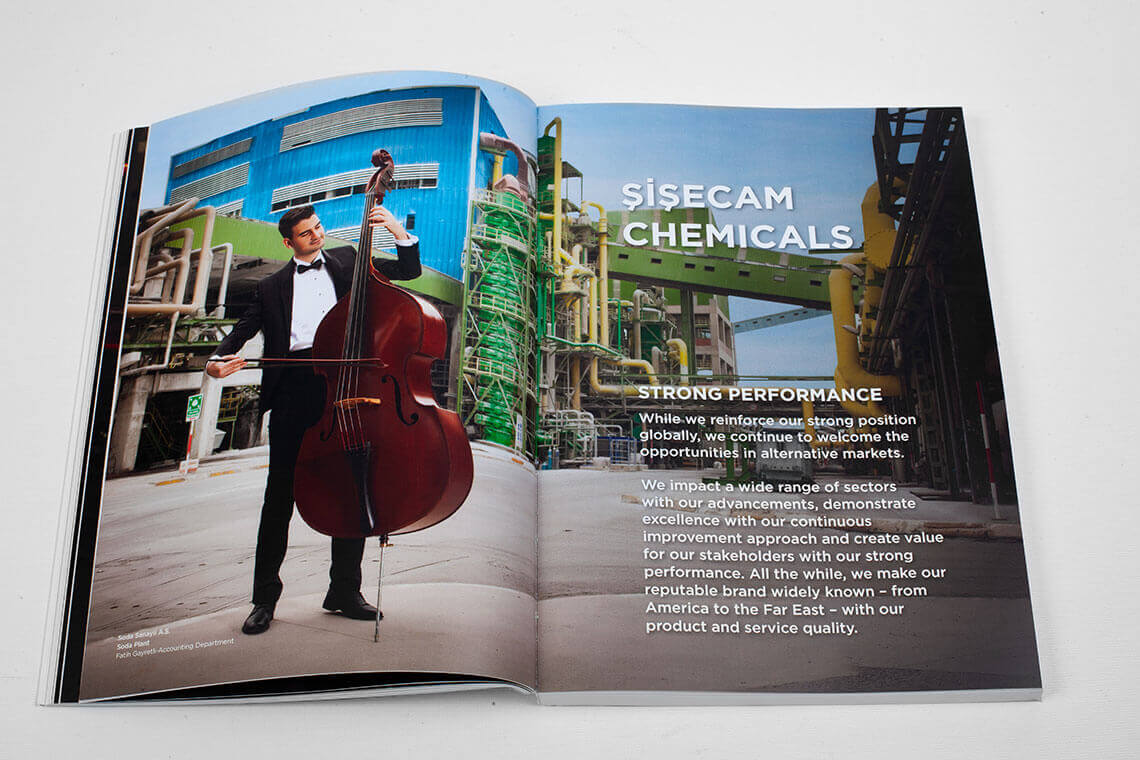 ŞİŞECAM
CHEMICALS
STRONG PERFORMANCE
While we reinforce our strong position
globally, we continue to welcome the
opportunities in alternative markets.
We impact a wide range of sectors
with our advancements, demonstrate
excellence with our continuous
improvement approach and create value
for our stakeholders with our strong
performance. All the while, we make our
reputable brand widely known – from
America to the Far East – with our
product and service quality.
Soda Sanayii A.Ş.
Soda Plant
Fatih Gayretli-Accounting Department